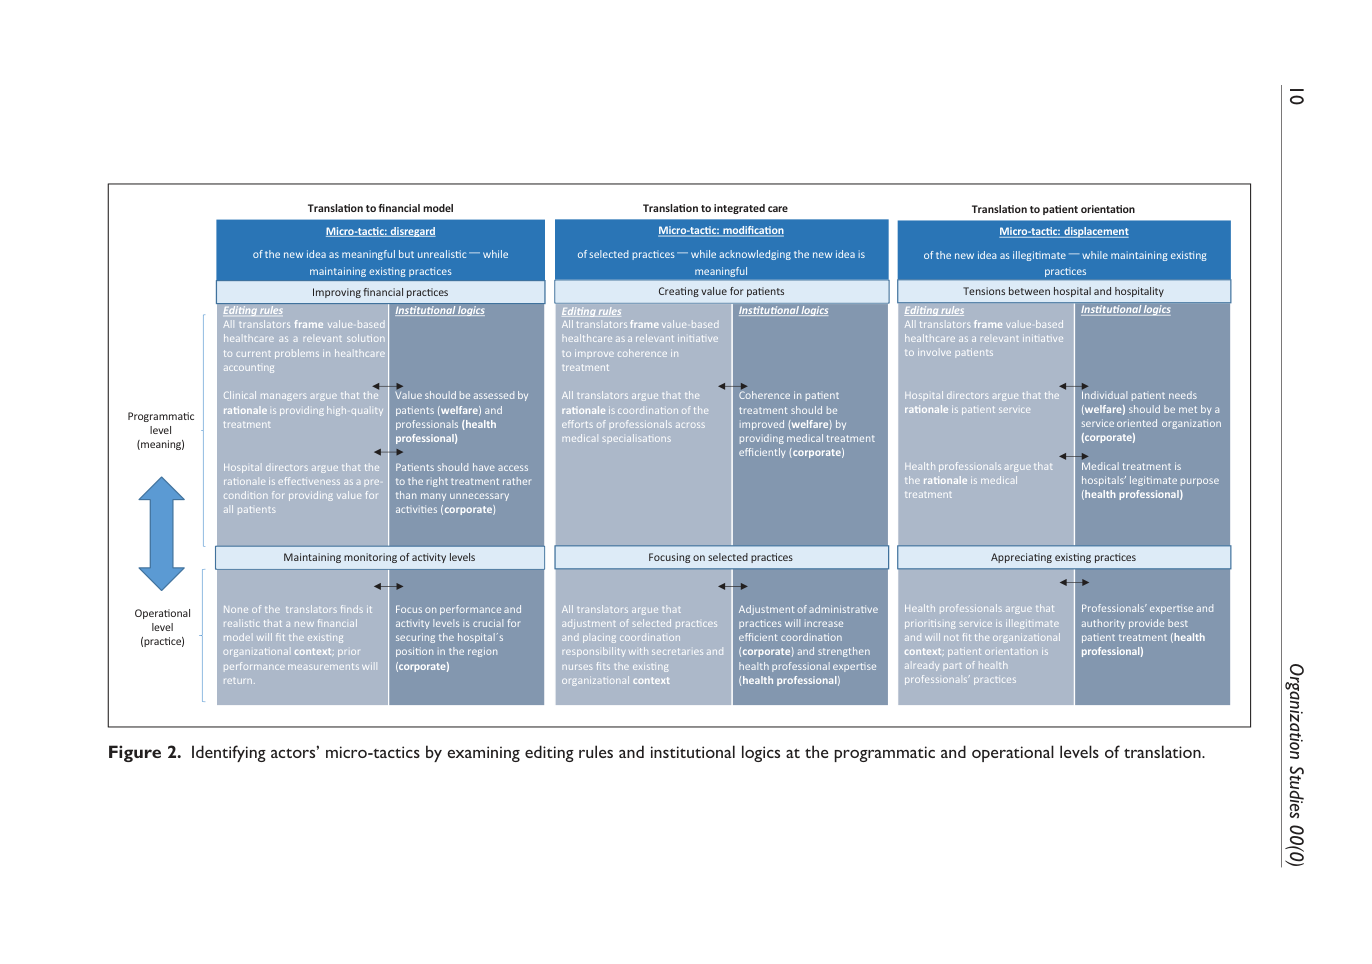 10
Organization Studies 00(0)
Translation to financial model
Micro-tactic: disregard
of the new idea as meaningful but unrealistic — while
maintaining existing practices
Improving financial practices
Editing rules
All translators frame value-based
healthcare as a relevant solution
to current problems in healthcare
accounting
Clinical managers argue that the
rationale is providing high-quality
treatment
Hospital directors argue that the
rationale is effectiveness as a pre-
condition for providing value for
all patients
Institutional logics
Value should be assessed by
patients (welfare) and
professionals (health
professional)
Patients should have access
to the right treatment rather
than many unnecessary
activities (corporate)
Maintaining monitoring of activity levels
None of the translators finds it
realistic that a new financial
model will fit the existing
organizational context; prior
performance measurements will
return.
Focus on performance and
activity levels is crucial for
securing the hospital´s
position in the region
(corporate)
Translation to integrated care
Micro-tactic: modification
of selected practices — while acknowledging the new idea is
meaningful
Creating value for patients
Editing rules
All translators frame value-based
healthcare as a relevant initiative
to improve coherence in
treatment
All translators argue that the
rationale is coordination of the
efforts of professionals across
medical specialisations
Institutional logics
Coherence in patient
treatment should be
improved (welfare) by
providing medical treatment
efficiently (corporate)
Focusing on selected practices
All translators argue that
adjustment of selected practices
and placing coordination
responsibility with secretaries and
nurses fits the existing
organizational context
Adjustment of administrative
practices will increase
efficient coordination
(corporate) and strengthen
health professional expertise
(health professional)
Translation to patient orientation
Micro-tactic: displacement
of the new idea as illegitimate — while maintaining existing
practices
Tensions between hospital and hospitality
Editing rules
All translators frame value-based
healthcare as a relevant initiative
to involve patients
Hospital directors argue that the
rationale is patient service
Health professionals argue that
the rationale is medical
treatment
Institutional logics
Individual patient needs
(welfare) should be met by a
service oriented organization
(corporate)
Medical treatment is
hospitals’ legitimate purpose
(health professional)
Appreciating existing practices
Health professionals argue that
prioritising service is illegitimate
and will not fit the organizational
context; patient orientation is
already part of health
professionals’ practices
Professionals’ expertise and
authority provide best
patient treatment (health
professional)
Programmatic
level
(meaning)
Operational
level
(practice)
Figure 2. Identifying actors’ micro-tactics by examining editing rules and institutional logics at the programmatic and operational levels of translation.